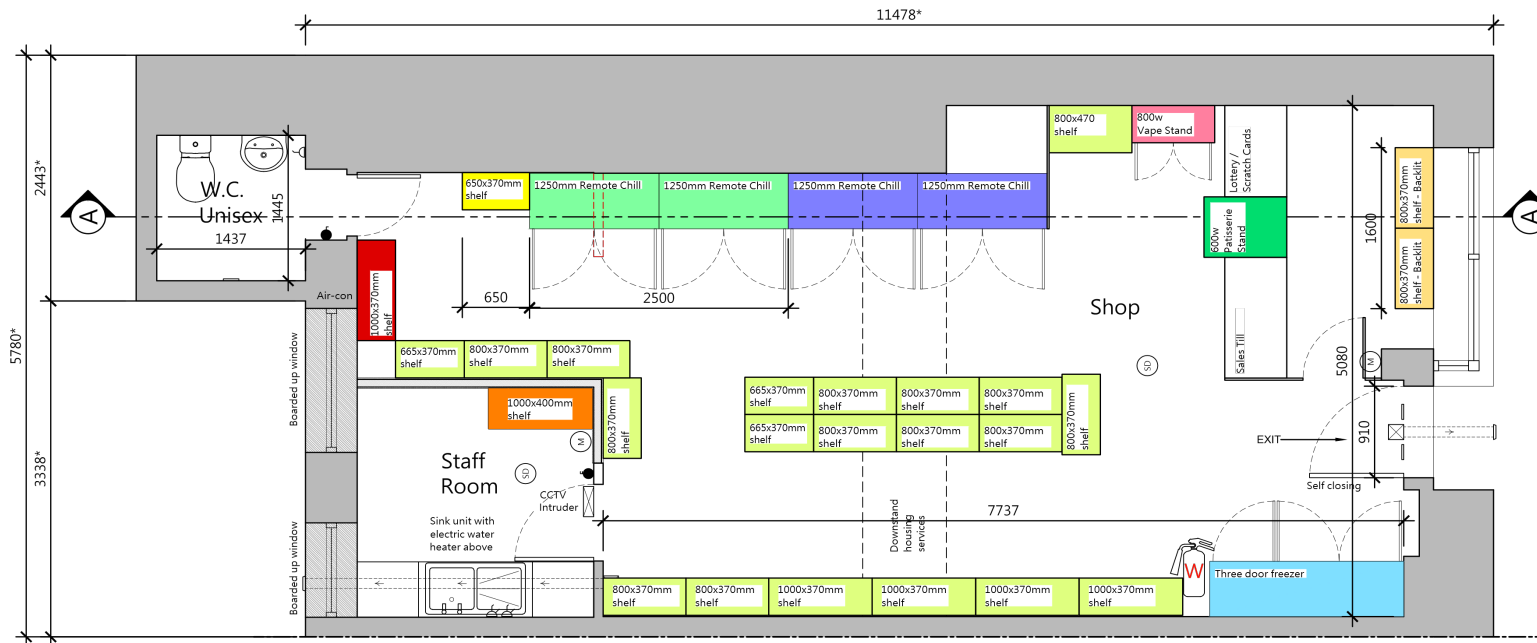 11478*
5780*
2443*
3338*
W.C.
Unisex
1445
1437
Air-con
Boarded up window
Boarded up window
A
A
650x370mm
shelf
1250mm Remote Chill
1250mm Remote Chill
1250mm Remote Chill
1250mm Remote Chill
800x470
shelf
800w
Vape Stand
Lottery /
Scratch Cards
600w
Patisserie
Stand
Sales Till
800x370mm
shelf - Backlit
800x370mm
shelf - Backlit
1600
5080
910
650
2500
Shop
SD
M
1000x370mm
shelf
665x370mm
shelf
800x370mm
shelf
800x370mm
shelf
800x370mm
shelf
1000x400mm
shelf
M
SD
Staff
Room
CCTV
Intruder
Sink unit with
electric water
heater above
665x370mm
shelf
800x370mm
shelf
800x370mm
shelf
800x370mm
shelf
665x370mm
shelf
800x370mm
shelf
800x370mm
shelf
800x370mm
shelf
800x370mm
shelf
EXIT
Self closing
7737
Downstand
housing
services
W
Three door freezer
800x370mm
shelf
800x370mm
shelf
1000x370mm
shelf
1000x370mm
shelf
1000x370mm
shelf
1000x370mm
shelf